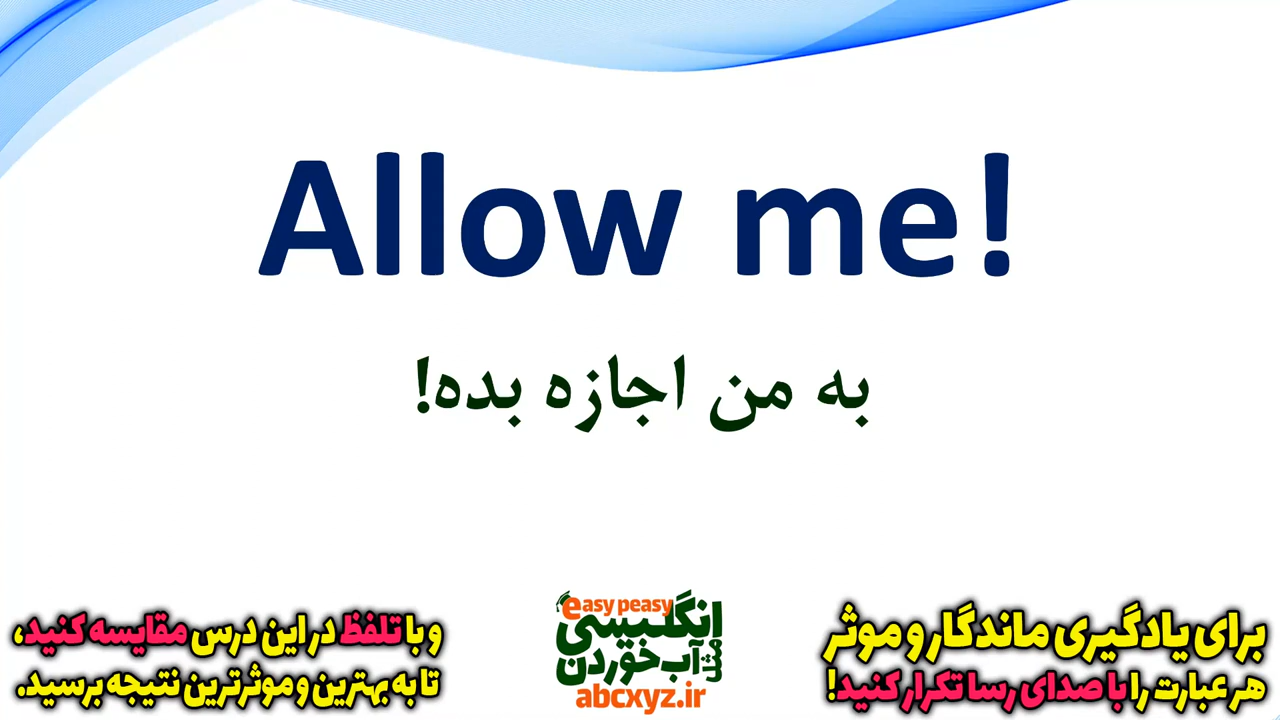 Allow me!
به من اجازه بده!
برای یادگیری ماندگار و موثر
هر عبارت را با صدای رسا تکرار کنید!
easy peasy
انگلیسی
مثل آب خوردن
abcxyz.ir
و با تلفظ در این درس مقایسه کنید،
تا به بهترین و موثرترین نتیجه برسید.